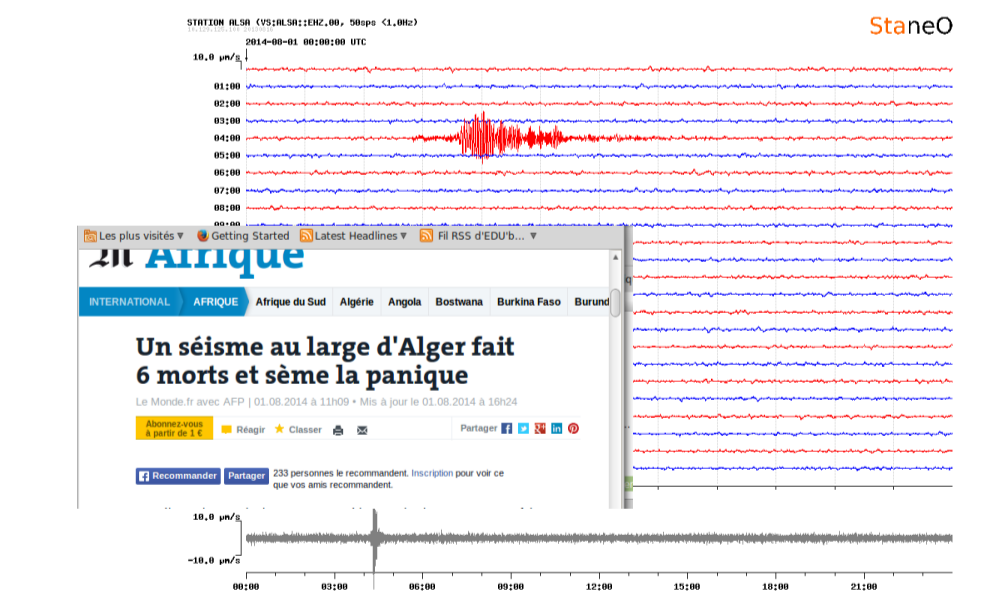 STATION ALSA (VS:ALSA::EHZ.00, 50sps <1.0Hz)
StaneO
2014-08-01 00:00:00 UTC
10.0 µm/s
01:00
02:00
03:00
04:00
05:00
06:00
07:00
08:00
Les plus visités
Getting Started
Latest Headlines
Fil RSS d'EDU'b...
Afrique
INTERNATIONAL AFRIQUE Afrique du Sud Algérie Angola Bostwana Burkina Faso Burund
Un séisme au large d'Alger fait
6 morts et sème la panique
Le Monde.fr avec AFP | 01.08.2014 à 11h09 • Mis à jour le 01.08.2014 à 16h24
Abonnez-vous
à partir de 1 €
Réagir Classer Partager
Recommander Partager 233 personnes le recommandent. Inscription pour voir ce
que vos amis recommandent.
10.0 µm/s
-10.0 µm/s
00:00 03:00 06:00 09:00 12:00 15:00 18:00 21:00